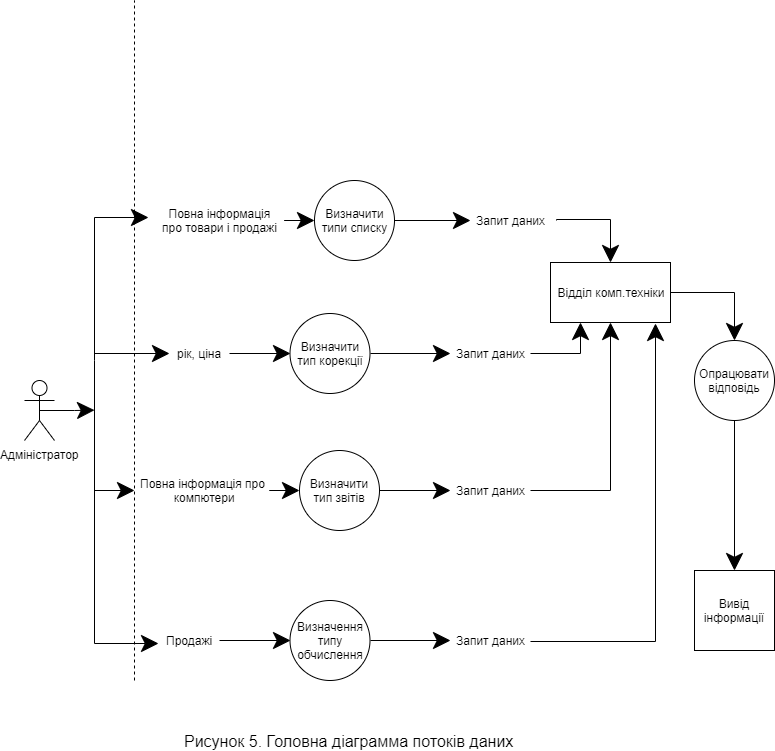 Повна інформація
про товари і продажі
Визначити
типи списку
Запит даних
Відділ комп.техніки
рік, ціна
Визначити
тип корекції
Запит даних
Опрацювати
відповідь
Адміністратор
Повна інформація про
компютери
Визначити
тип звітів
Запит даних
Продажі
Визначення
типу
обчислення
Запит даних
Вивід
інформації
Рисунок 5. Головна діаграмма потоків даних